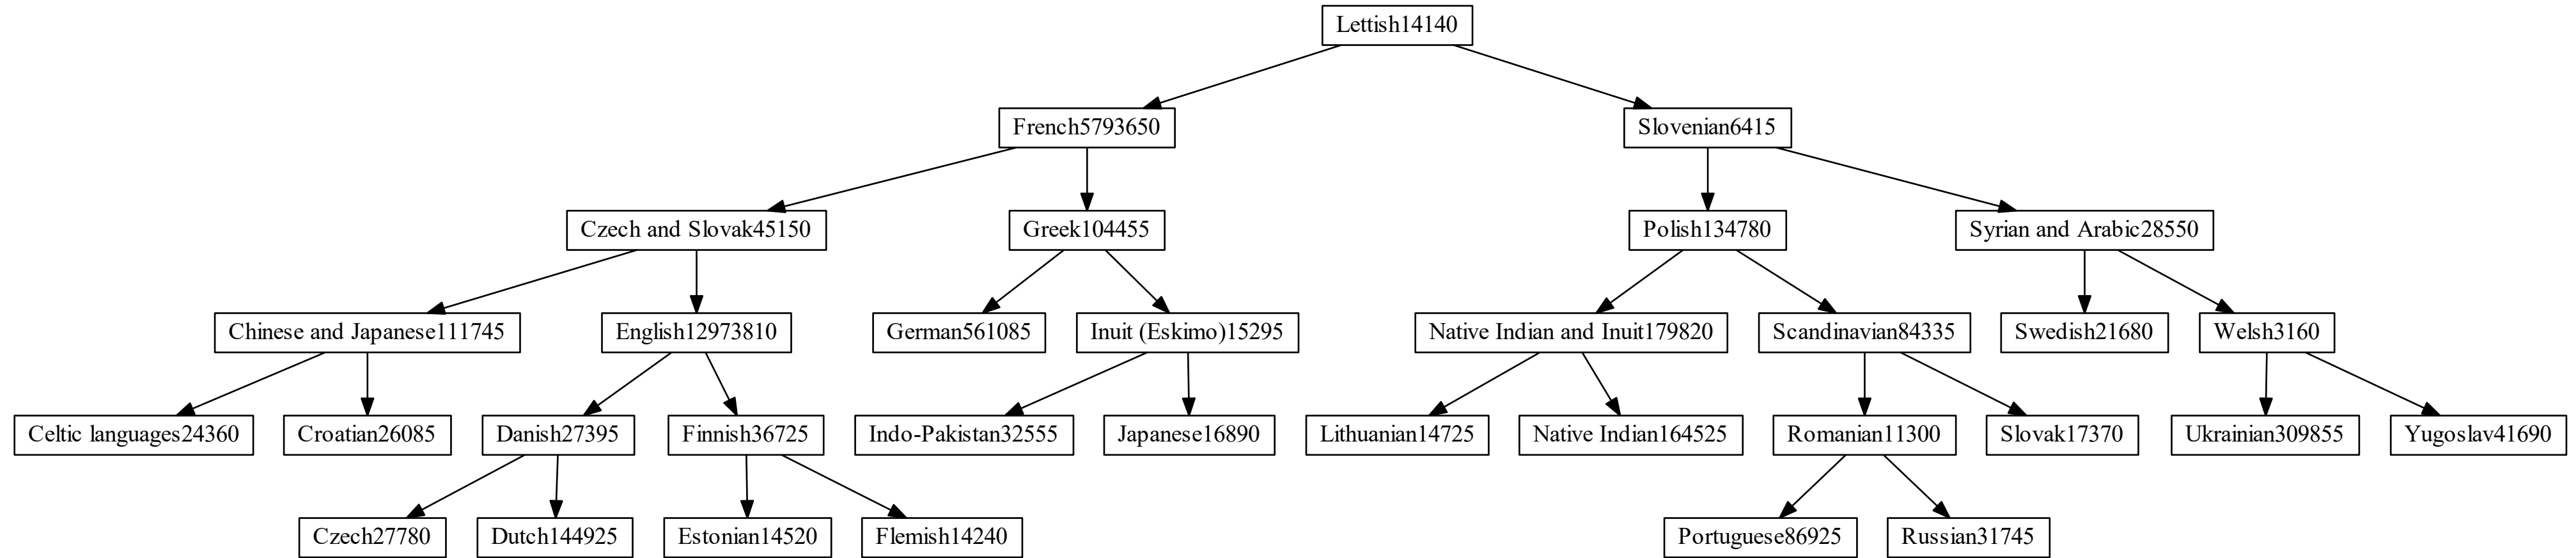 Lettish14140
French5793650
Slovenian6415
Czech and Slovak45150
Greek104455
Polish134780
Syrian and Arabic28550
Chinese and Japanese111745
English12973810
German561085
Inuit (Eskimo)15295
Native Indian and Inuit179820
Scandinavian84335
Swedish21680
Welsh3160
Celtic languages24360
Croatian26085
Danish27395
Finnish36725
Indo-Pakistan32555
Japanese16890
Lithuanian14725
Native Indian164525
Romanian11300
Slovak17370
Ukrainian309855
Yugoslav41690
Czech27780
Dutch144925
Estonian14520
Flemish14240
Portuguese86925
Russian31745